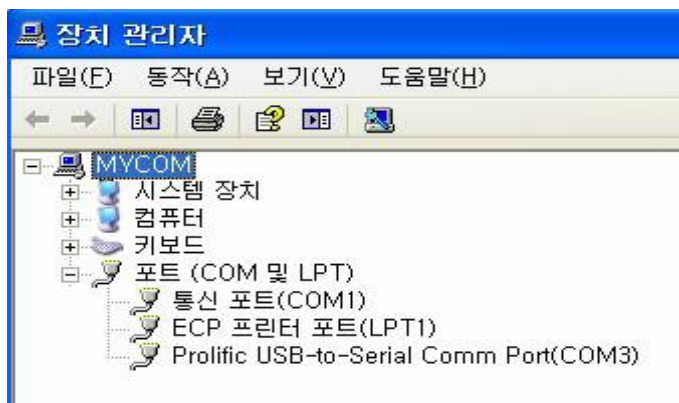 장치 관리자
파일(F) 동작(A) 보기(V) 도움말(H)
MYCOM
시스템 장치
컴퓨터
키보드
포트 (COM 및 LPT)
통신 포트(COM1)
ECP 프린터 포트(LPT1)
Prolific USB-to-Serial Comm Port(COM3)